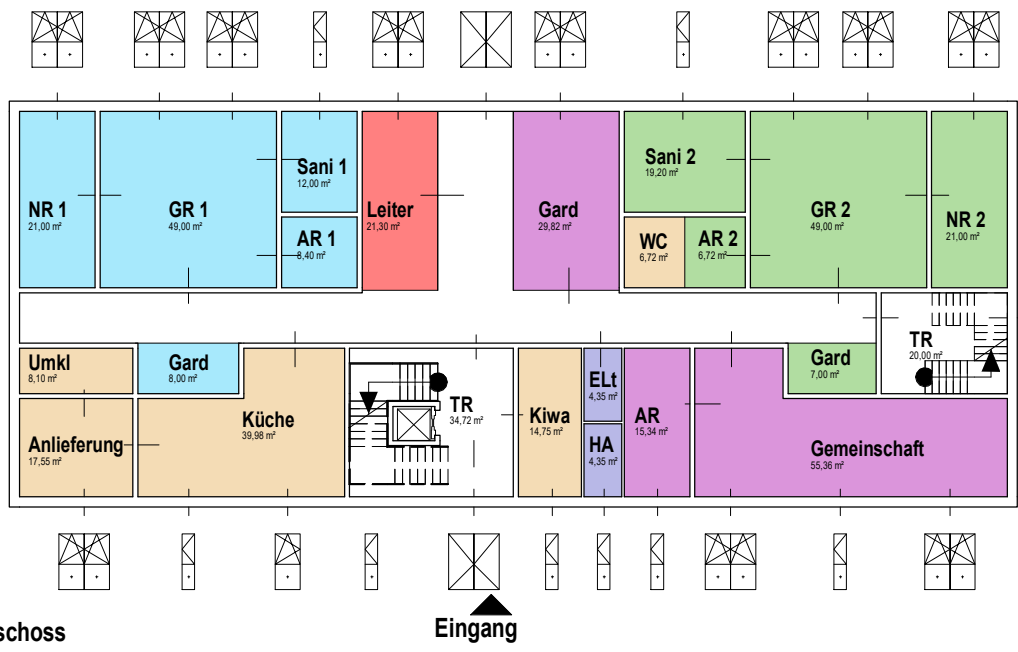 NR 1
21,00 m²
GR 1
49,00 m²
Sani 1
12,00 m²
AR 1
8,40 m²
Leiter
21,30 m²
Gard
29,82 m²
Sani 2
19,20 m²
WC
6,72 m²
AR 2
6,72 m²
GR 2
49,00 m²
NR 2
21,00 m²
Umkl
8,10 m²
Gard
8,00 m²
Anlieferung
17,55 m²
Küche
39,98 m²
TR
34,72 m²
Kiwa
14,75 m²
ELt
4,35 m²
HA
4,35 m²
AR
15,34 m²
Gard
7,00 m²
TR
20,00 m²
Gemeinschaft
55,36 m²
Eingang
schoss